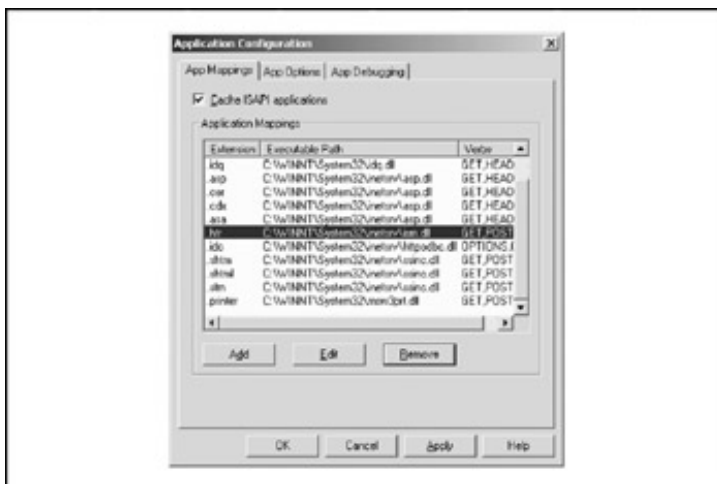 Application Configuration
App Mappings App Options App Debugging
Cache ISAPI applications
Application Mappings
Extension Executable Path Verbs
.idq C:\WINNT\System32\idq.dll GET,HEAD
.asp C:\WINNT\System32\inetsrv\asp.dll GET,HEAD
.cer C:\WINNT\System32\inetsrv\asp.dll GET,HEAD
.cdx C:\WINNT\System32\inetsrv\asp.dll GET,HEAD
.asa C:\WINNT\System32\inetsrv\asp.dll GET,HEAD
.htr C:\WINNT\System32\inetsrv\ism.dll GET,POST
.idc C:\WINNT\System32\inetsrv\httpodbc.dll OPTIONS,
.shtm C:\WINNT\System32\inetsrv\ssinc.dll GET,POST
.shtml C:\WINNT\System32\inetsrv\ssinc.dll GET,POST
.stm C:\WINNT\System32\inetsrv\ssinc.dll GET,POST
.printer C:\WINNT\System32\msw3prt.dll GET,POST
Add Edit Remove
OK Cancel Apply Help